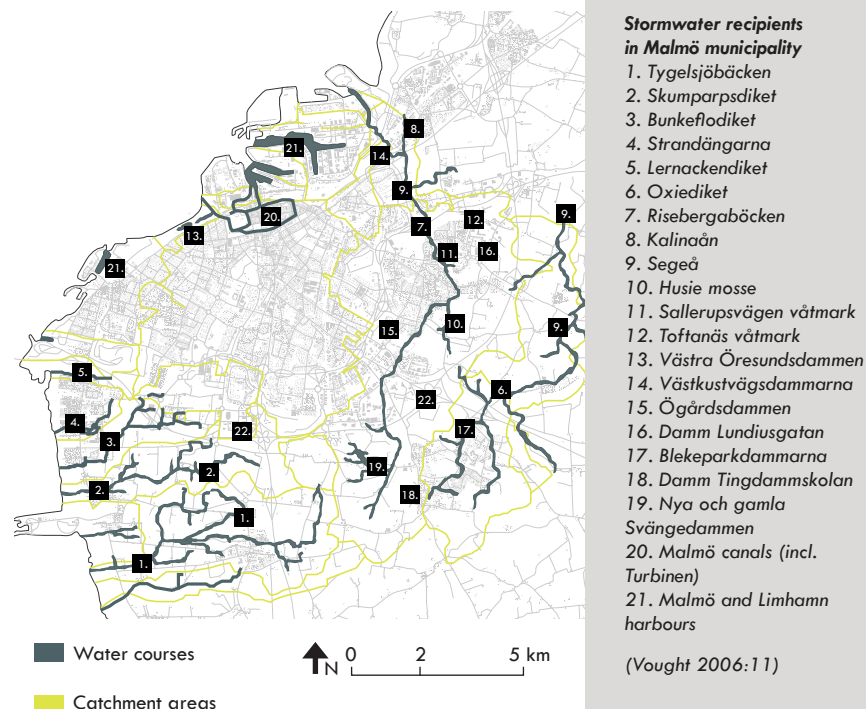 Stormwater recipients
in Malmö municipality
1. Tygelsjöbäcken
2. Skumparpsdiket
3. Bunkeflodiket
4. Strandängarna
5. Lernackendiket
6. Oxiediket
7. Risebergaböcken
8. Kalinaån
9. Segeå
10. Husie mosse
11. Sallerupsvägen våtmark
12. Toftanäs våtmark
13. Västra Öresundsdammen
14. Västkustvägsdammarna
15. Ögårdsdammen
16. Damm Lundiusgatan
17. Blekeparkdammarna
18. Damm Tingdammskolan
19. Nya och gamla
Svängedammen
20. Malmö canals (incl.
Turbinen)
21. Malmö and Limhamn
harbours
(Vought 2006:11)
8.
21.
14.
9.
20.
12.
9.
7.
13.
11.
16.
21.
10.
15.
9.
5.
6.
22.
4.
17.
22.
3.
19.
2.
2.
18.
1.
1.
Water courses
N
0 2 5 km
Catchment areas